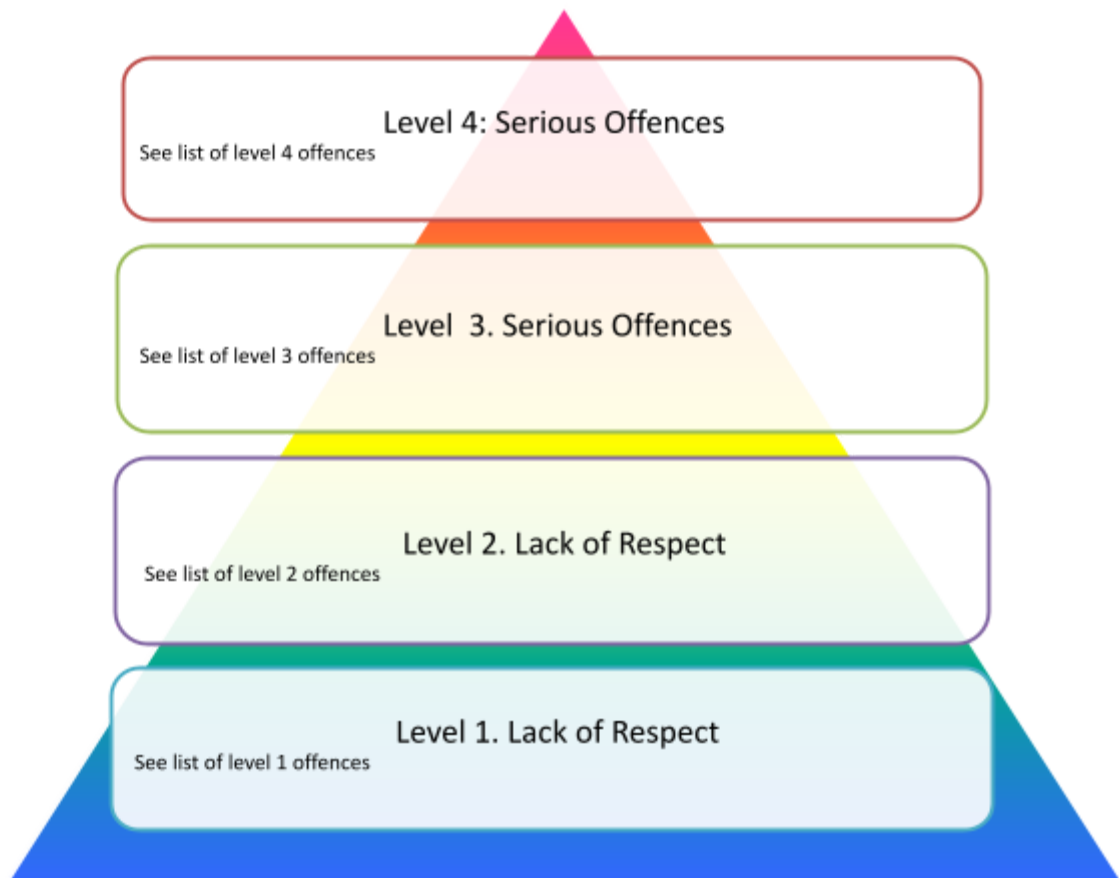 Level 4: Serious Offences
See list of level 4 offences
Level  3. Serious Offences
See list of level 3 offences
Level 2. Lack of Respect
See list of level 2 offences
Level 1. Lack of Respect
See list of level 1 offences